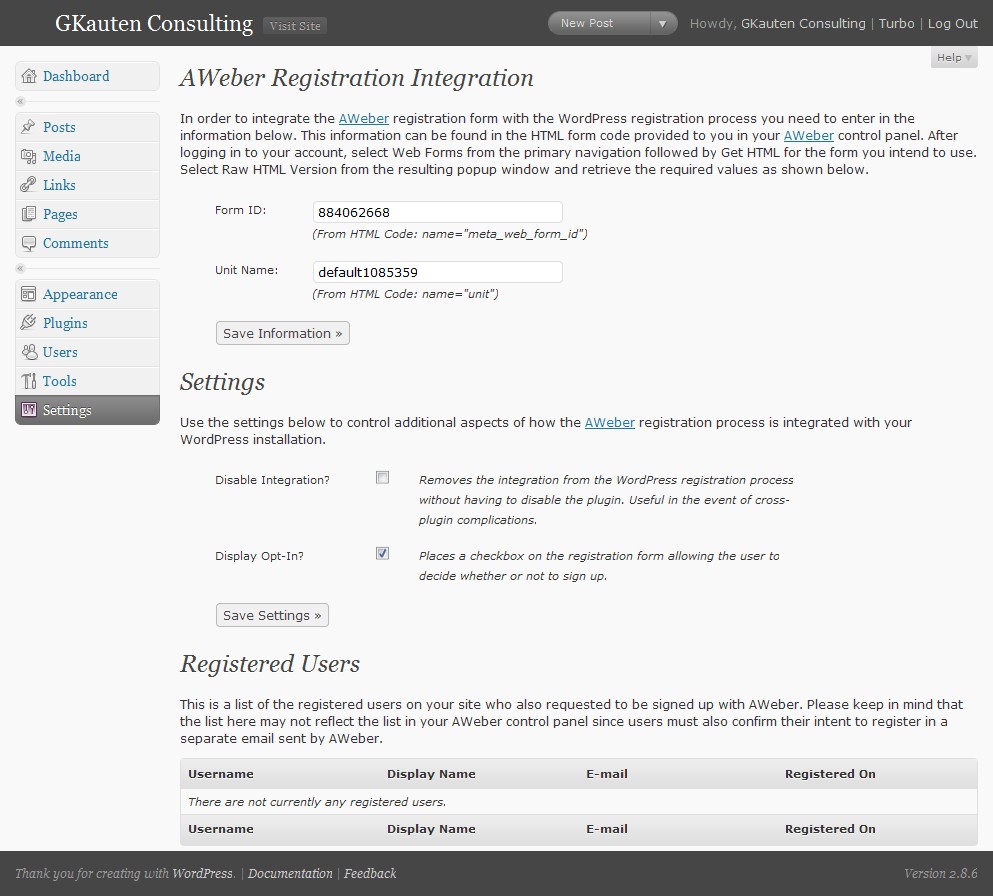 GKauten Consulting Visit Site New Post Howdy, GKauten Consulting | Turbo | Log Out
Help
Dashboard
Posts
Media
Links
Pages
Comments
Appearance
Plugins
Users
Tools
Settings
AWeber Registration Integration
In order to integrate the AWeber registration form with the WordPress registration process you need to enter in the
information below. This information can be found in the HTML form code provided to you in your AWeber control panel. After
logging in to your account, select Web Forms from the primary navigation followed by Get HTML for the form you intend to use.
Select Raw HTML Version from the resulting popup window and retrieve the required values as shown below.
Form ID: 884062668
(From HTML Code: name="meta_web_form_id")
Unit Name: default1085359
(From HTML Code: name="unit")
Save Information »
Settings
Use the settings below to control additional aspects of how the AWeber registration process is integrated with your
WordPress installation.
Disable Integration? Removes the integration from the WordPress registration process
without having to disable the plugin. Useful in the event of cross-
plugin complications.
Display Opt-In? Places a checkbox on the registration form allowing the user to
decide whether or not to sign up.
Save Settings »
Registered Users
This is a list of the registered users on your site who also requested to be signed up with AWeber. Please keep in mind that
the list here may not reflect the list in your AWeber control panel since users must also confirm their intent to register in a
separate email sent by AWeber.
Username Display Name E-mail Registered On
There are not currently any registered users.
Username Display Name E-mail Registered On
Thank you for creating with WordPress. | Documentation | Feedback Version 2.8.6